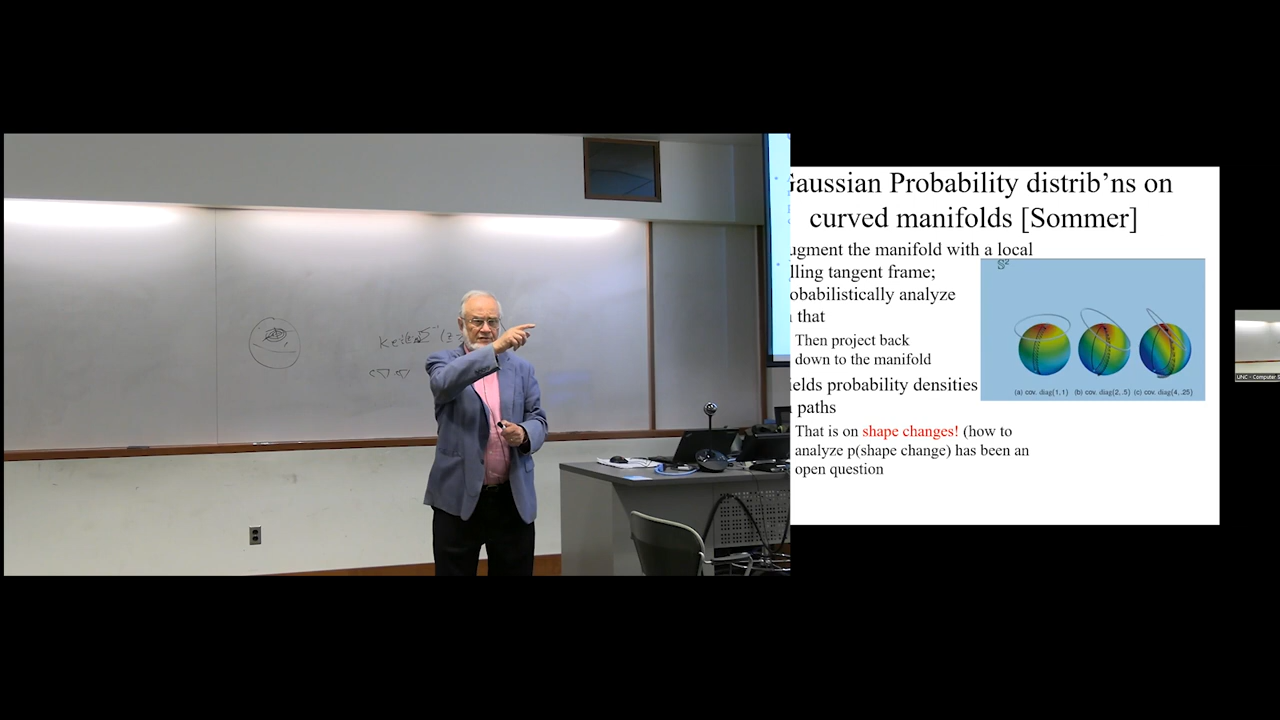 Gaussian Probability distrib’ns on
curved manifolds [Sommer]
ugment the manifold with a local
lling tangent frame;
obabilistically analyze
that
Then project back
down to the manifold
ields probability densities
paths
That is on shape changes! (how to
analyze p(shape change) has been an
open question
𝕊²
(a) cov. diag(1,1) (b) cov. diag(2,.5) (c) cov. diag(4,.25)
UNC - Computer S